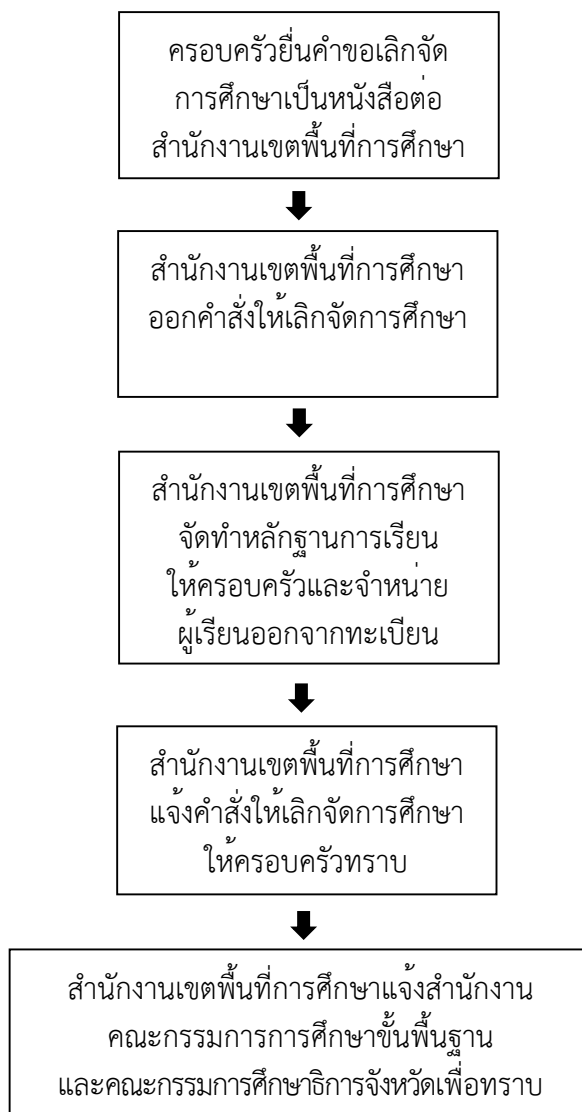 ครอบครัวยื่นคำขอเลิกจัด
การศึกษาเป็นหนังสือต่อ
สำนักงานเขตพื้นที่การศึกษา
สำนักงานเขตพื้นที่การศึกษา
ออกคำสั่งให้เลิกจัดการศึกษา
สำนักงานเขตพื้นที่การศึกษา
จัดทำหลักฐานการเรียน
ให้ครอบครัวและจำหน่าย
ผู้เรียนออกจากทะเบียน
สำนักงานเขตพื้นที่การศึกษา
แจ้งคำสั่งให้เลิกจัดการศึกษา
ให้ครอบครัวทราบ
สำนักงานเขตพื้นที่การศึกษาแจ้งสำนักงาน
คณะกรรมการการศึกษาขั้นพื้นฐาน
และคณะกรรมการศึกษาธิการจังหวัดเพื่อทราบ